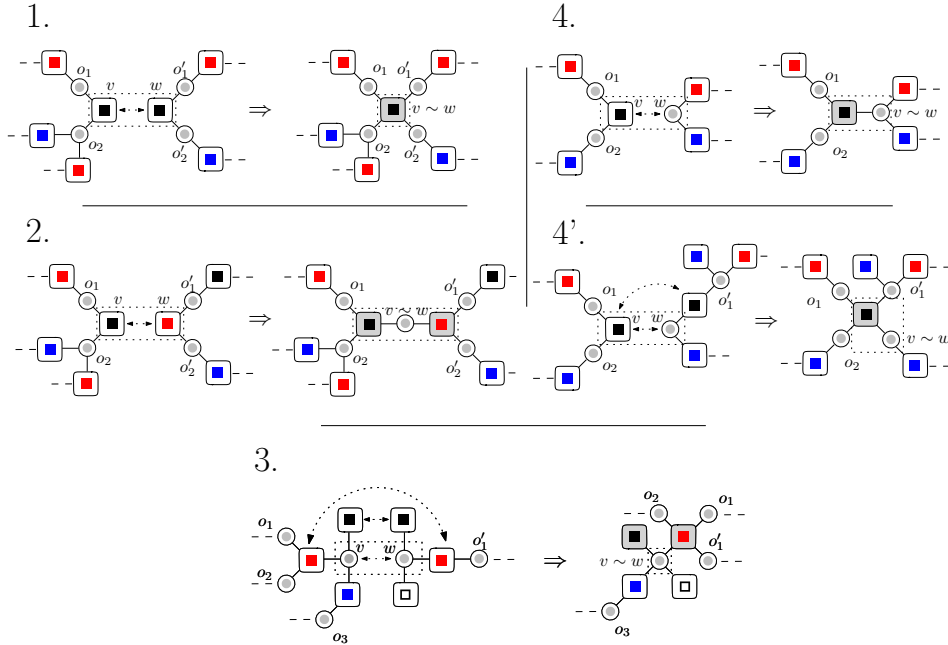 1.
o₁ v w o′₁
o₂ o′₂
⇒
o₁ o′₁
v ∼ w
o₂ o′₂
4.
o₁
v w
o₂
⇒
o₁
v ∼ w
o₂
2.
o₁ v w o′₁
o₂ o′₂
⇒
o₁ o′₁
v ∼ w
o₂ o′₂
4'.
o₁ o′₁
v w
o₂
⇒
o₁ o′₁
v ∼ w
o₂
3.
o₁
v w o′₁
o₂
o₃
⇒
o₂ o₁
o′₁
v ∼ w
o₃